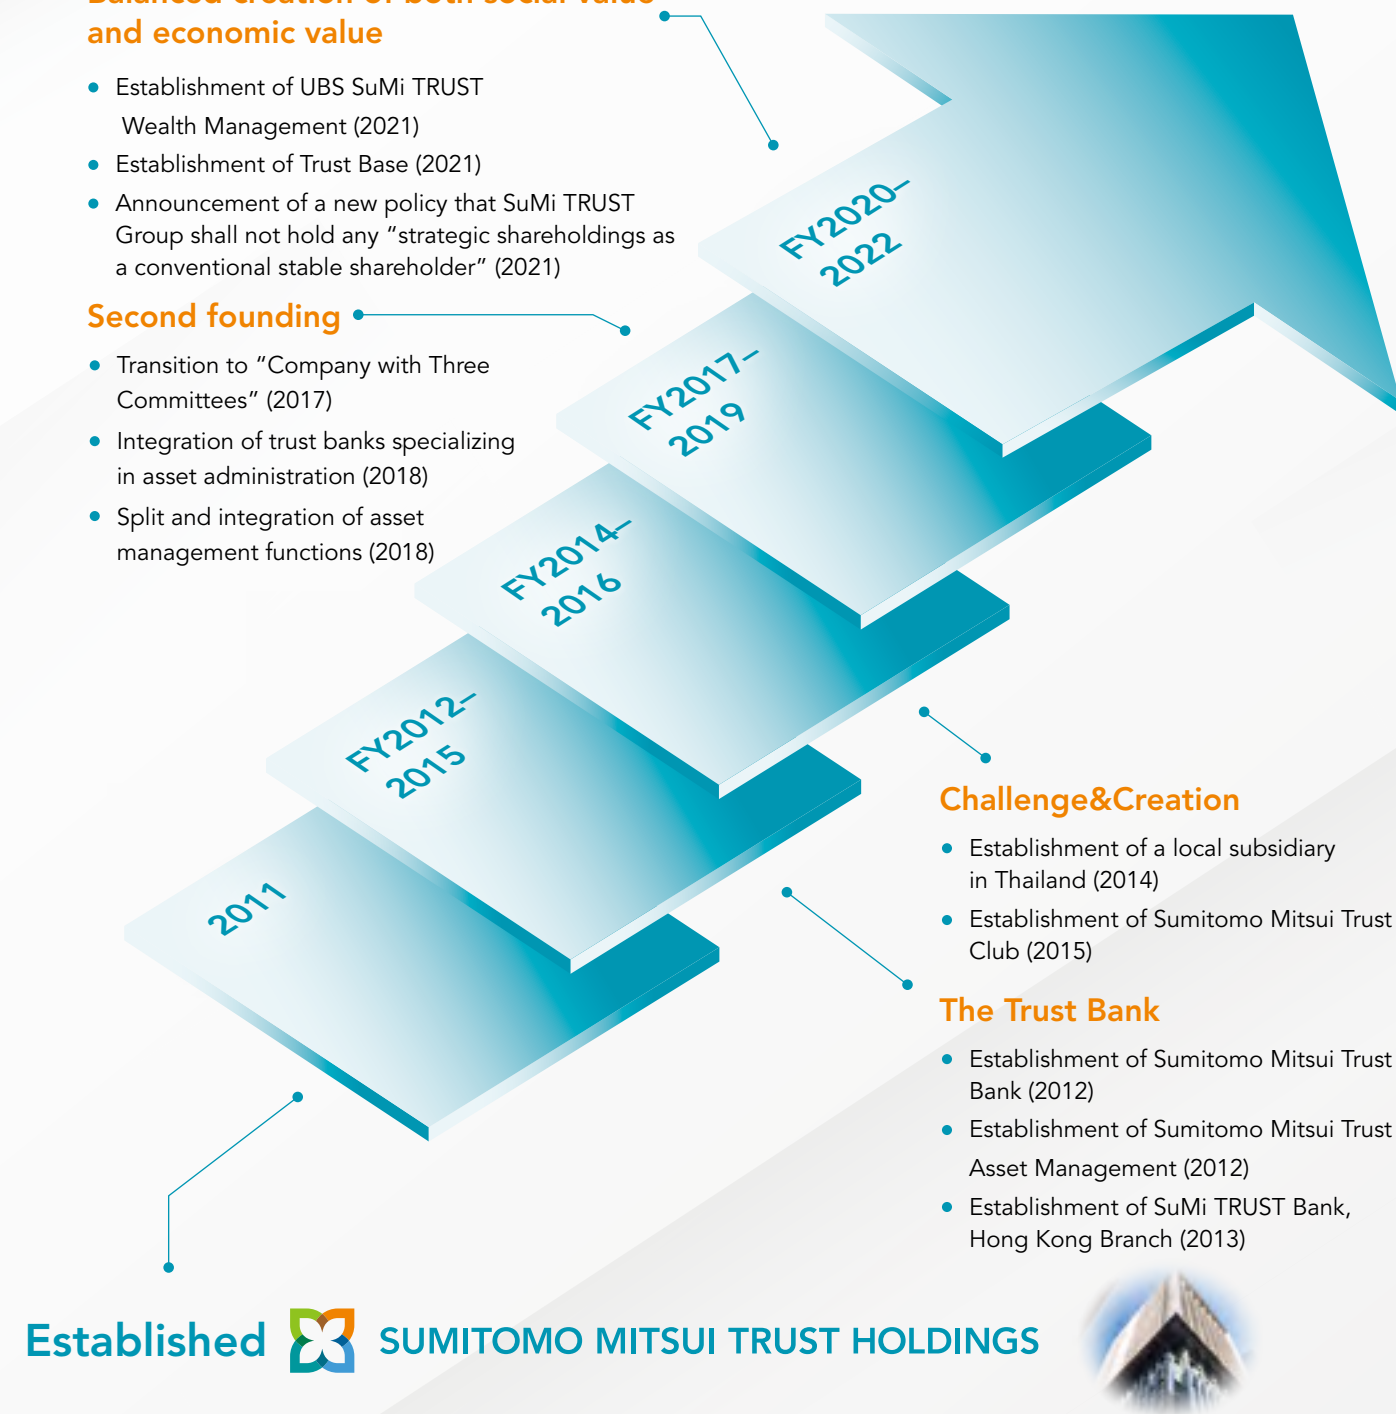 Balanced creation of both social value
and economic value
• Establishment of UBS SuMi TRUST
Wealth Management (2021)
• Establishment of Trust Base (2021)
• Announcement of a new policy that SuMi TRUST
Group shall not hold any “strategic shareholdings as
a conventional stable shareholder” (2021)
Second founding
• Transition to “Company with Three
Committees” (2017)
• Integration of trust banks specializing
in asset administration (2018)
• Split and integration of asset
management functions (2018)
FY2020–
2022
FY2017–
2019
FY2014–
2016
FY2012–
2015
2011
Challenge&Creation
• Establishment of a local subsidiary
in Thailand (2014)
• Establishment of Sumitomo Mitsui Trust
Club (2015)
The Trust Bank
• Establishment of Sumitomo Mitsui Trust
Bank (2012)
• Establishment of Sumitomo Mitsui Trust
Asset Management (2012)
• Establishment of SuMi TRUST Bank,
Hong Kong Branch (2013)
Established SUMITOMO MITSUI TRUST HOLDINGS